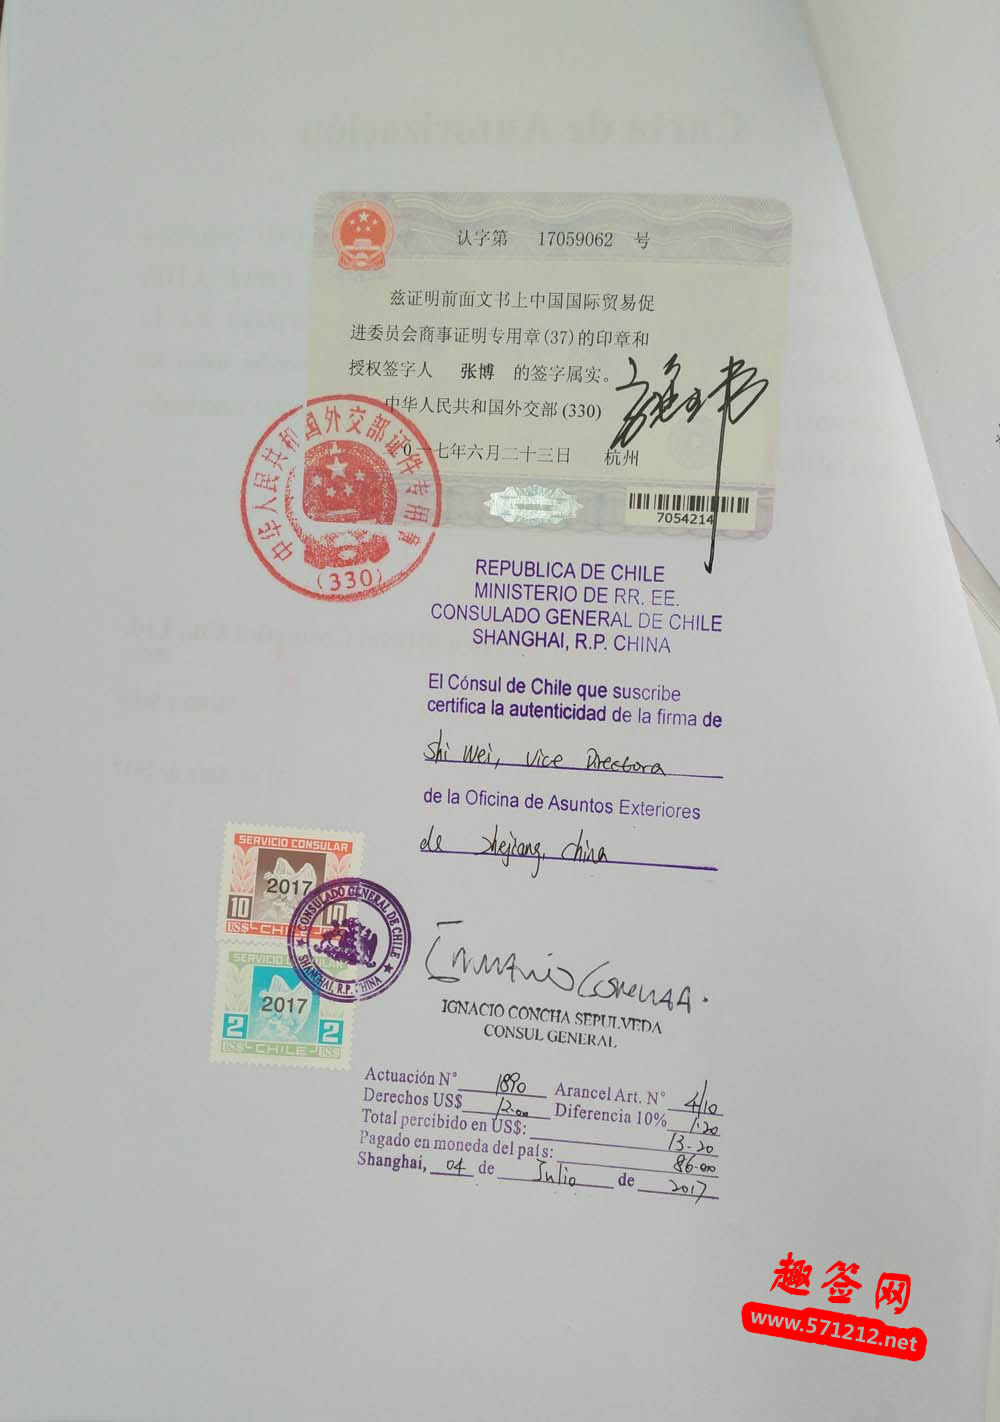 认字第 17059062 号
兹证明前面文书上中国国际贸易促
进委员会商事证明专用章(37)的印章和
授权签字人 张博 的签字属实。
中华人民共和国外交部(330)
〇一七年六月二十三日 杭州
7054214
中华人民共和国外交部证件专用章
(330)
REPUBLICA DE CHILE
MINISTERIO DE RR. EE.
CONSULADO GENERAL DE CHILE
SHANGHAI, R.P. CHINA
El Cónsul de Chile que suscribe
certifica la autenticidad de la firma de
Shi Wei, Vice Directora
de la Oficina de Asuntos Exteriores
de Zhejiang, China
SERVICIO CONSULAR
2017
10 10
US$-CHILE-
SERVICIO CONSULAR
2017
2 2
US$-CHILE-US$
CONSULADO GENERAL DE CHILE
SHANGHAI, R.P. CHINA
IGNACIO CONCHA SEPULVEDA
CONSUL GENERAL
Actuación N° 1890 Arancel Art. N° 4/10
Derechos US$ 12.00 Diferencia 10% 1.20
Total percibido en US$: 13.20
Pagado en moneda del país: 86.00
Shanghai, 04 de Julio de 2017
趣签网
www.571212.net